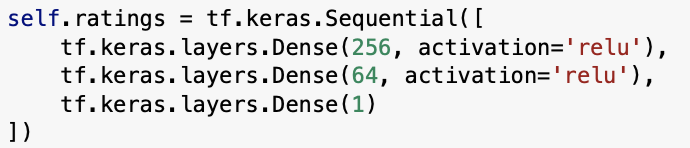 self.ratings = tf.keras.Sequential([
    tf.keras.layers.Dense(256, activation='relu'),
    tf.keras.layers.Dense(64, activation='relu'),
    tf.keras.layers.Dense(1)
])